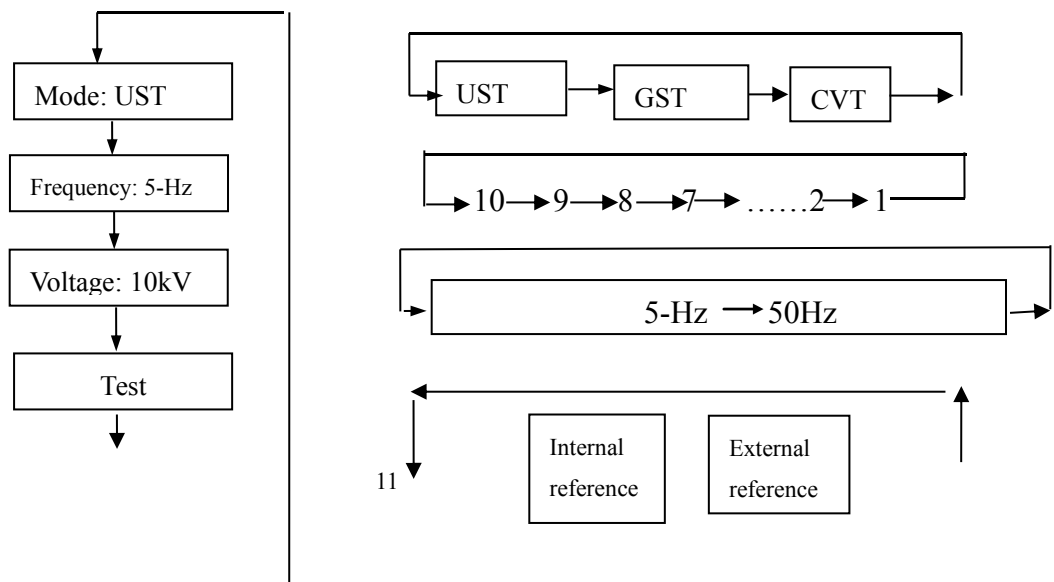 Mode: UST
Frequency: 5-Hz
Voltage: 10kV
Test
UST GST CVT
10 9 8 7 ......2 1
5-Hz 50Hz
Internal
reference
External
reference
11